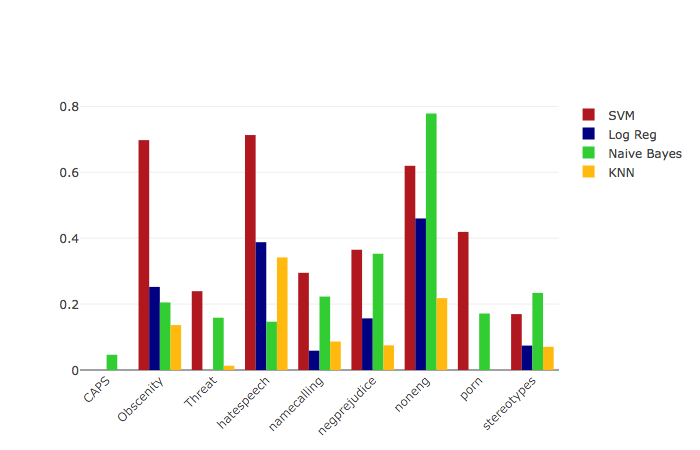 0.8
0.6
0.4
0.2
0
CAPS
Obscenity
Threat
hatespeech
namecalling
negprejudice
noneng
porn
stereotypes
SVM
Log Reg
Naive Bayes
KNN